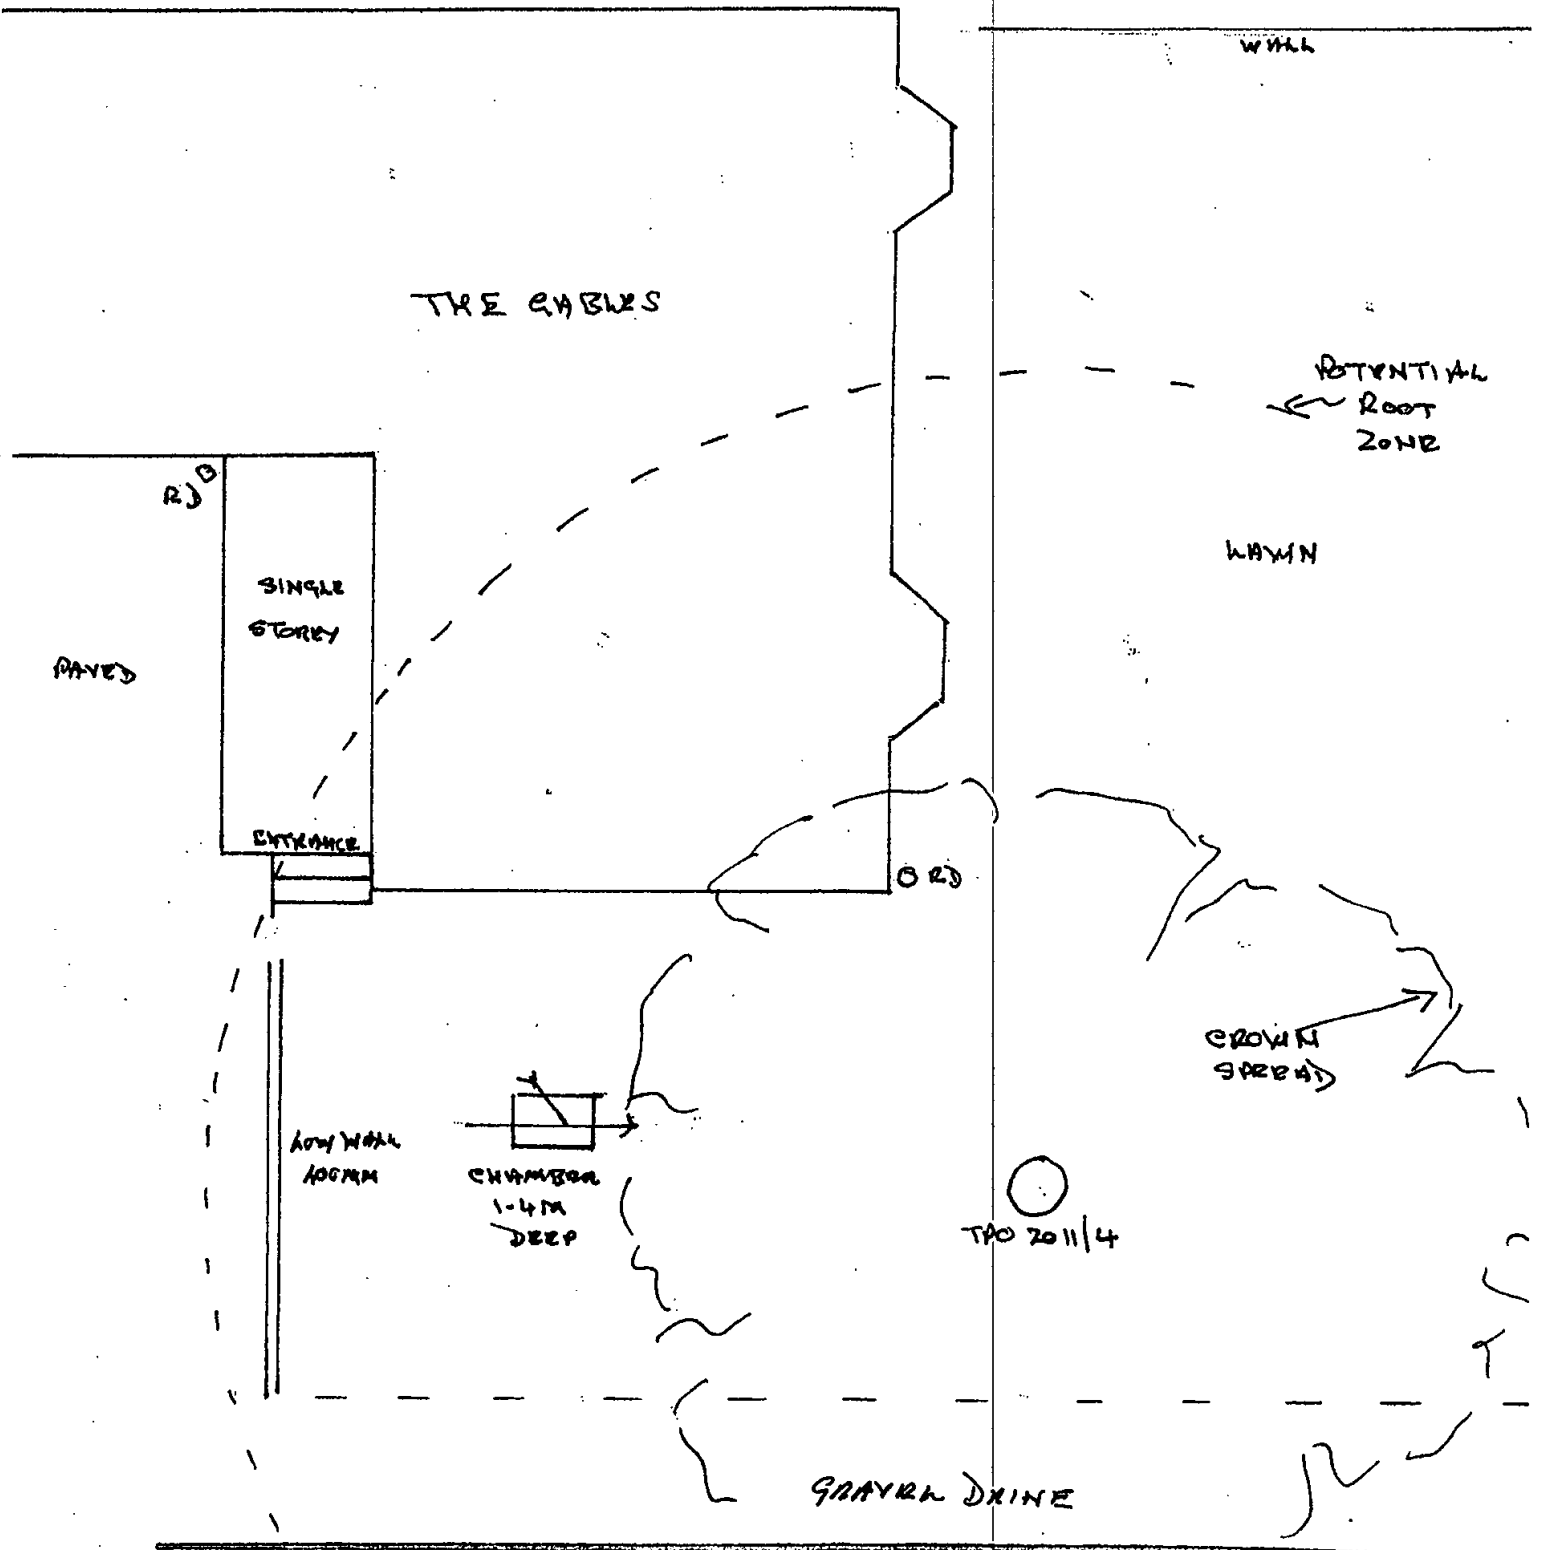 WALL
THE GABLES
POTENTIAL
ROOT
ZONE
RD
LAWN
SINGLE
STOREY
PAVED
ENTRANCE
RD
CROWN
SPREAD
LOW WALL
CHAMBER
1.4M
DEEP
TPO 2011/4
GRAVEL DRIVE